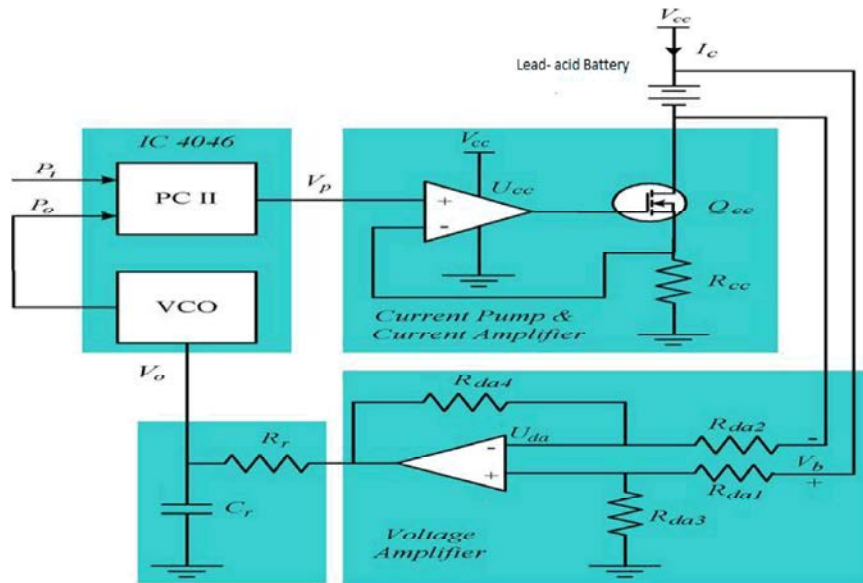 Vcc
Ic
Lead- acid Battery
IC 4046
Pi
Po
PC II
Vp
Vcc
Ucc
+
-
Qcc
Rcc
VCO
Current Pump &
Current Amplifier
Vo
Rda4
Rr
Uda
-
+
Rda2
-
Vb
+
Rda1
Cr
Rda3
Voltage
Amplifier